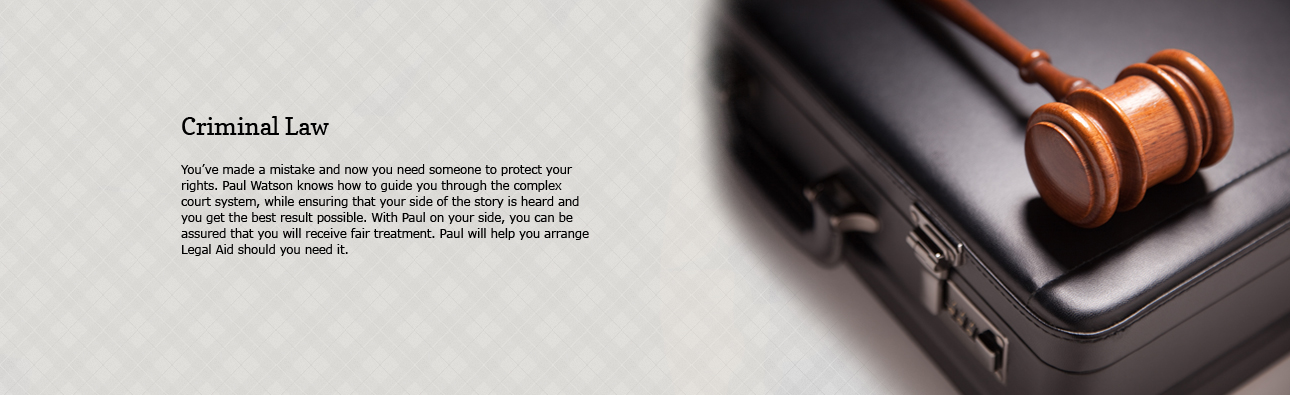 Criminal Law
You’ve made a mistake and now you need someone to protect your
rights. Paul Watson knows how to guide you through the complex
court system, while ensuring that your side of the story is heard and
you get the best result possible. With Paul on your side, you can be
assured that you will receive fair treatment. Paul will help you arrange
Legal Aid should you need it.